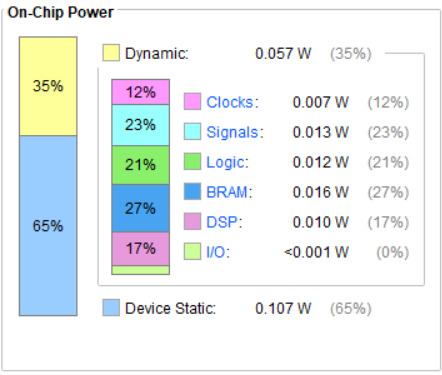 On-Chip Power
35%
65%
Dynamic: 0.057 W (35%)
12%
23%
21%
27%
17%
Clocks: 0.007 W (12%)
Signals: 0.013 W (23%)
Logic: 0.012 W (21%)
BRAM: 0.016 W (27%)
DSP: 0.010 W (17%)
I/O: <0.001 W (0%)
Device Static: 0.107 W (65%)